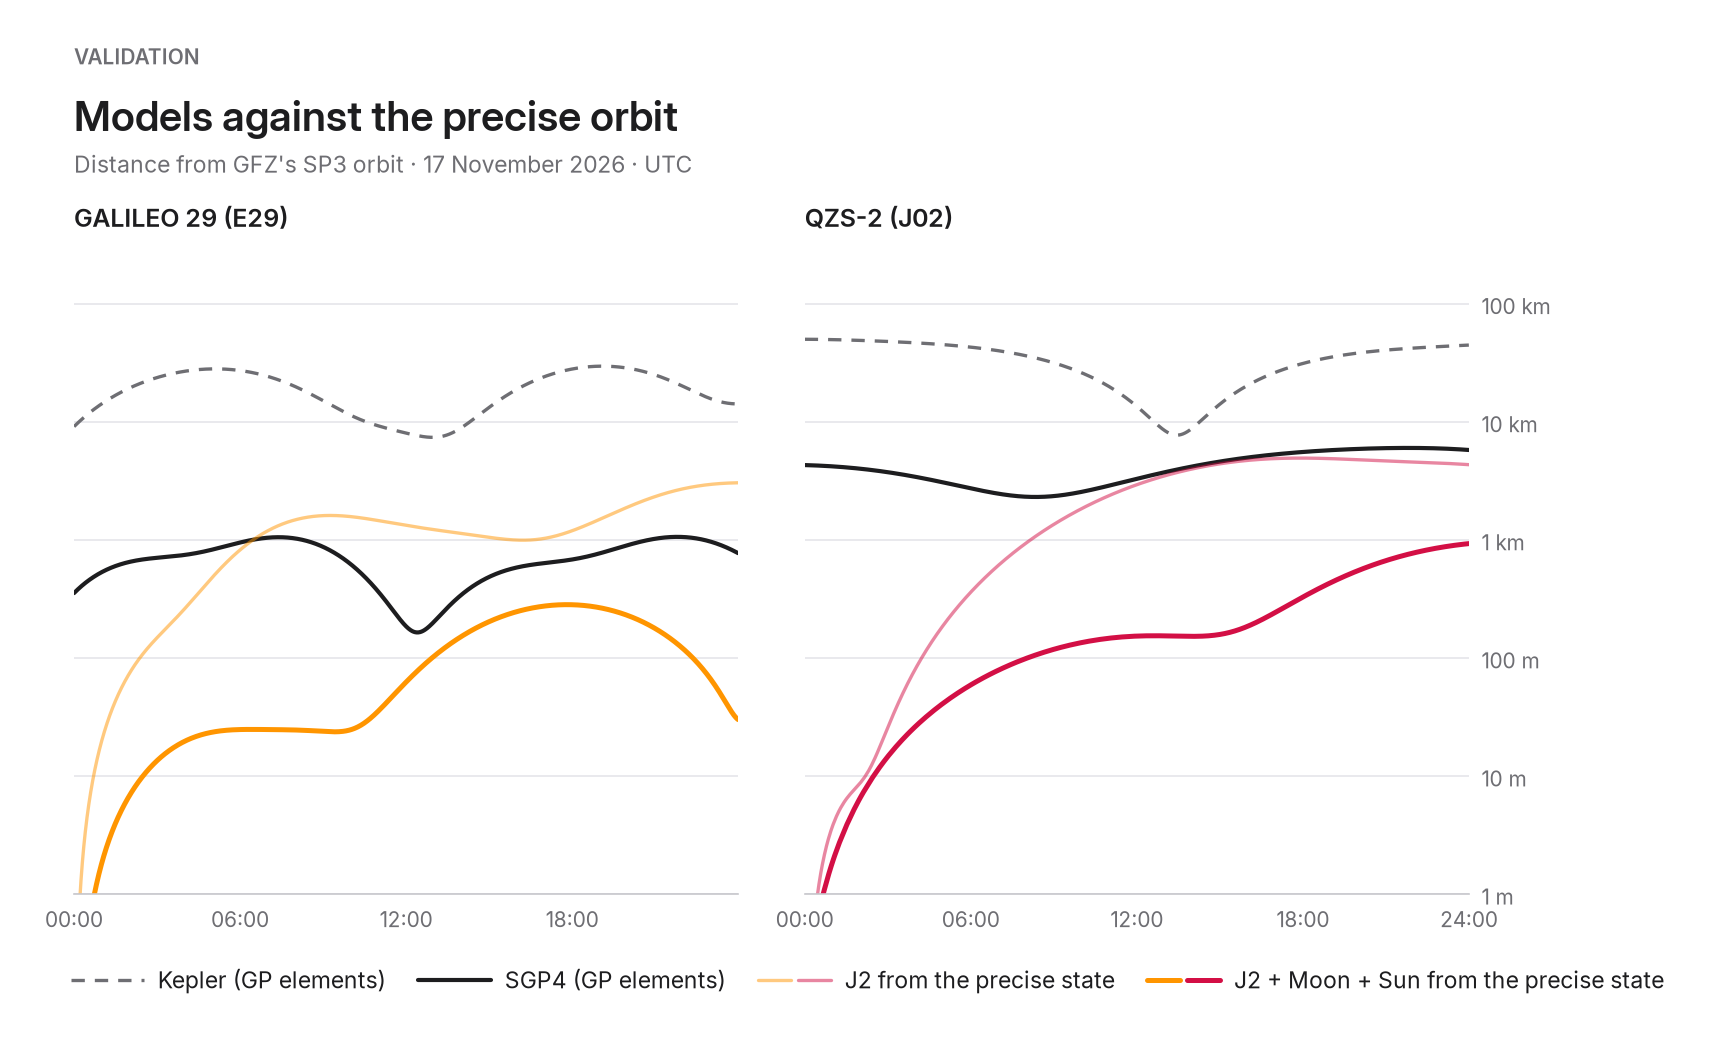 VALIDATION
Models against the precise orbit
Distance from GFZ's SP3 orbit · 17 November 2026 · UTC
GALILEO 29 (E29)
QZS-2 (J02)
100 km
10 km
1 km
100 m
10 m
1 m
00:00 06:00 12:00 18:00
00:00 06:00 12:00 18:00 24:00
Kepler (GP elements) SGP4 (GP elements) J2 from the precise state J2 + Moon + Sun from the precise state